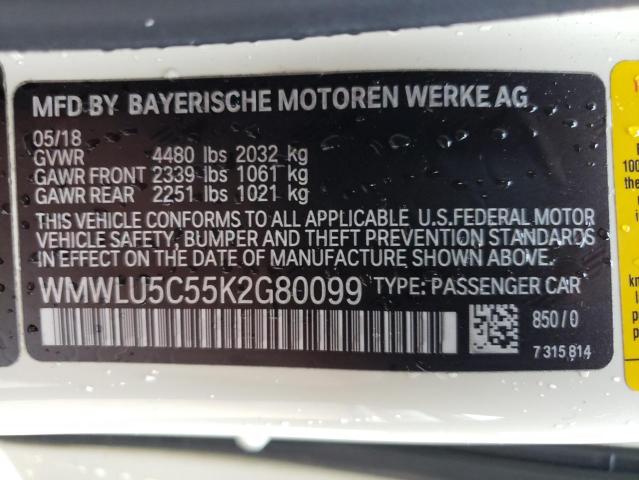 MFD BY BAYERISCHE MOTOREN WERKE AG
05/18
GVWR 4480 lbs 2032 kg
GAWR FRONT 2339 lbs 1061 kg
GAWR REAR 2251 lbs 1021 kg
THIS VEHICLE CONFORMS TO ALL APPLICABLE U.S.FEDERAL MOTOR
VEHICLE SAFETY, BUMPER AND THEFT PREVENTION STANDARDS
IN EFFECT ON THE DATE OF MANUFACTURE SHOWN ABOVE.
WMWLU5C55K2G80099 TYPE: PASSENGER CAR
850/0
7 315 814